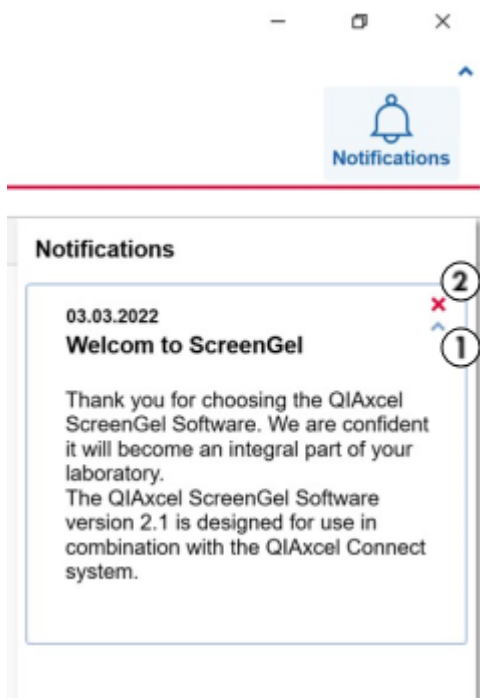 Notifications
Notifications
2
03.03.2022
Welcom to ScreenGel
1
Thank you for choosing the QIAxcel
ScreenGel Software. We are confident
it will become an integral part of your
laboratory.
The QIAxcel ScreenGel Software
version 2.1 is designed for use in
combination with the QIAxcel Connect
system.